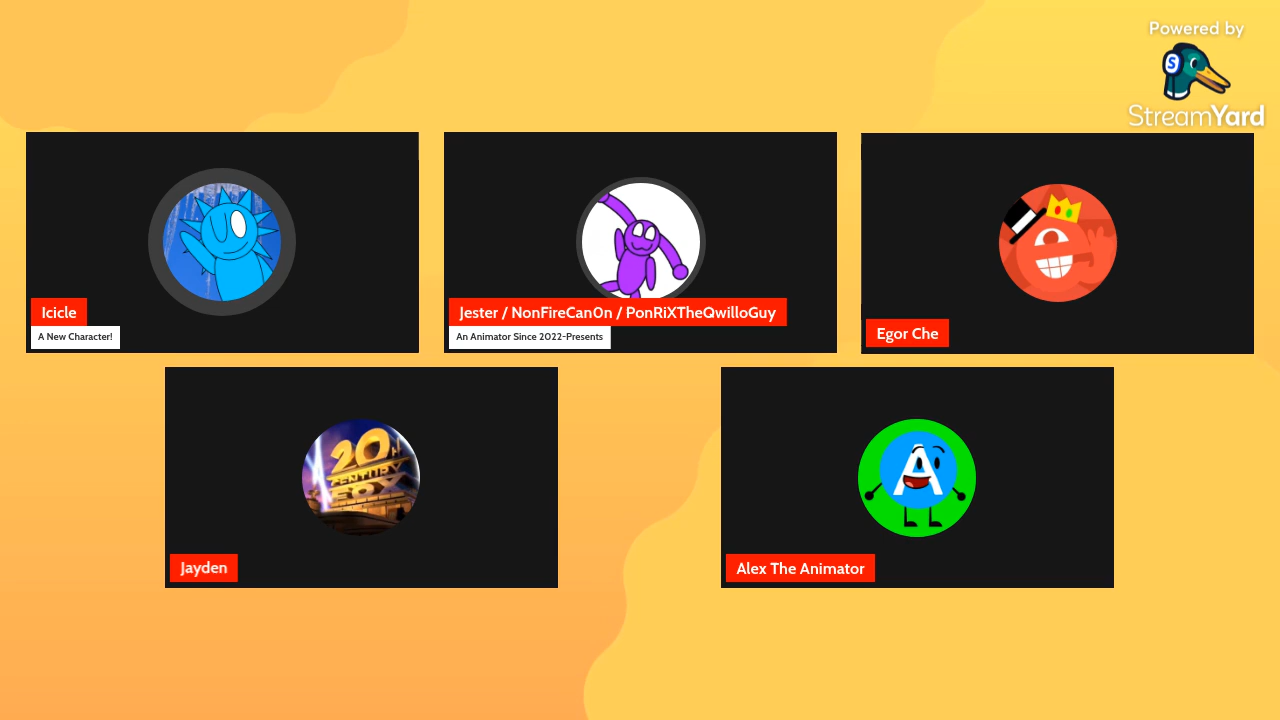 Powered by
S
StreamYard
Icicle
A New Character!
Jester / NonFireCan0n / PonRiXTheQwilloGuy
An Animator Since 2022-Presents
Egor Che
20TH
CENTURY
FOX
A
Jayden
Alex The Animator